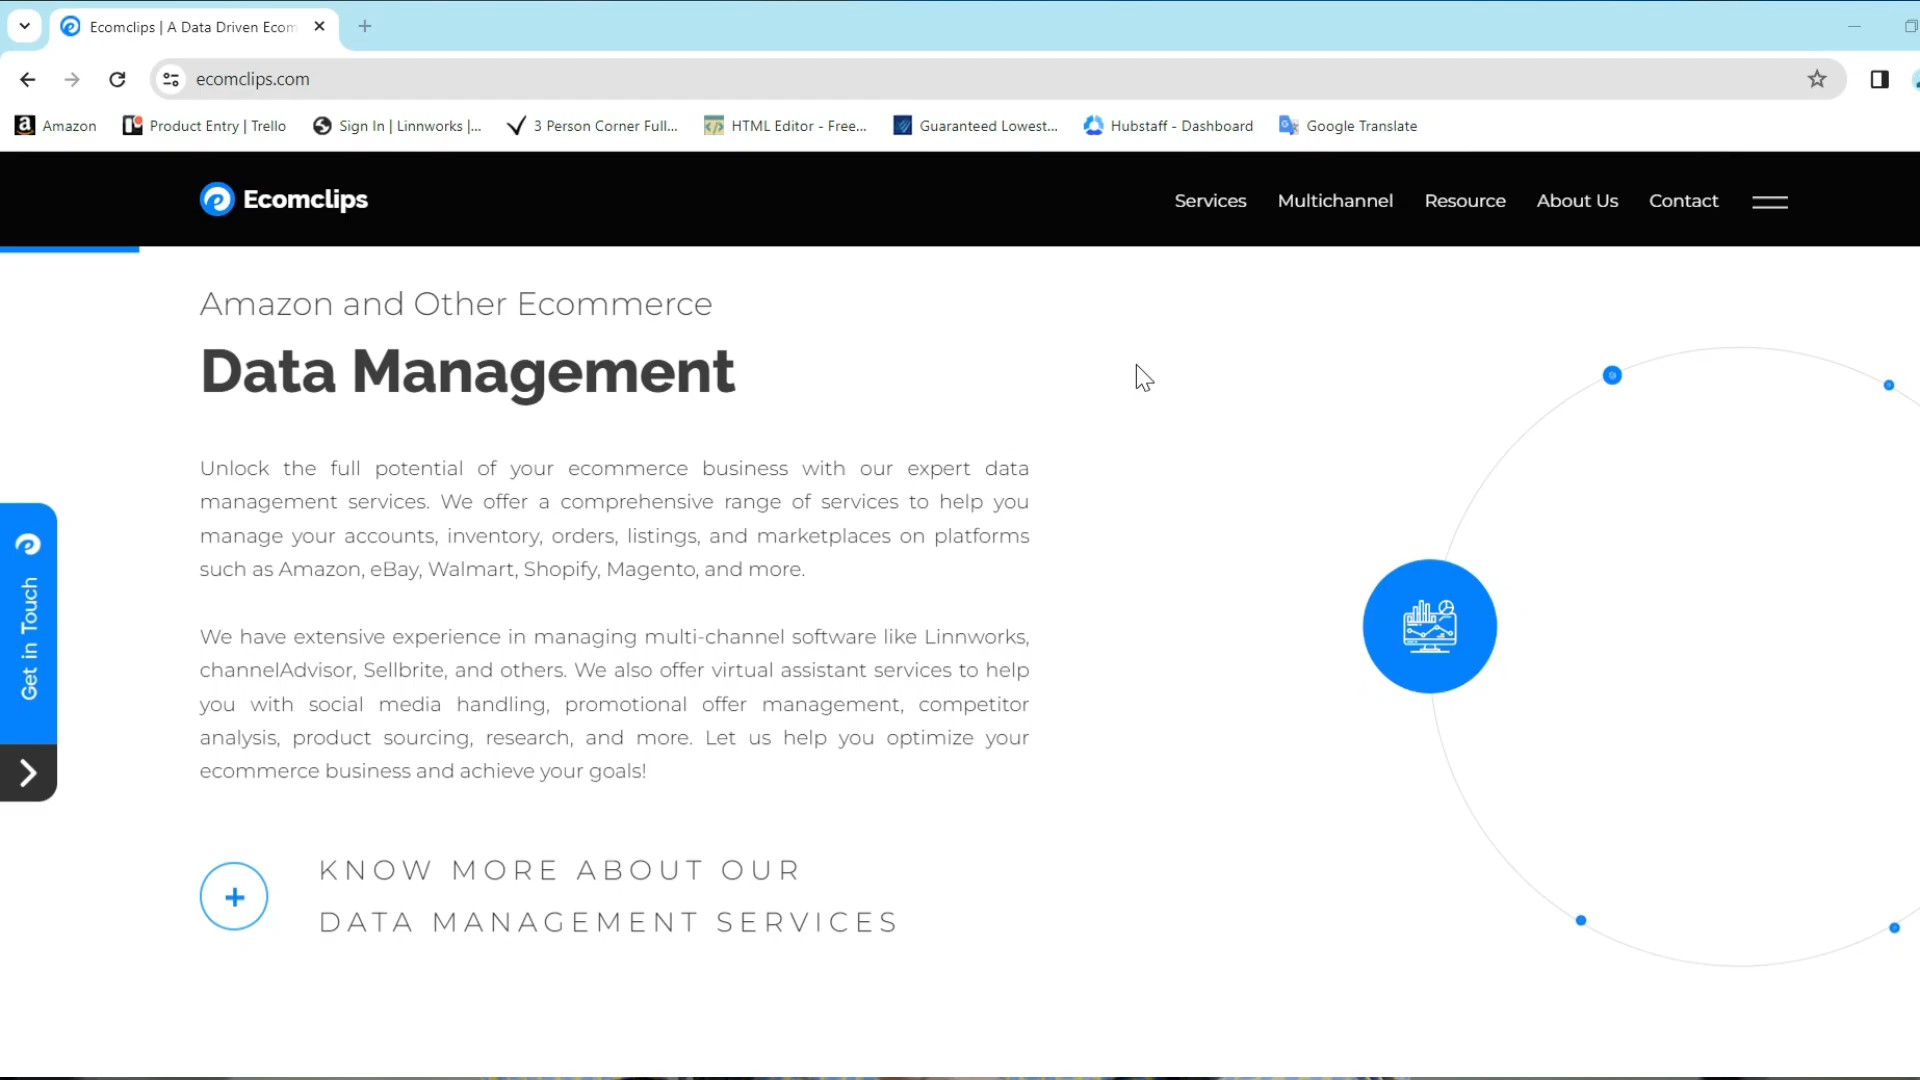 Ecomclips | A Data Driven Ecom
ecomclips.com
Amazon
Product Entry | Trello
Sign In | Linnworks |...
3 Person Corner Full...
HTML Editor - Free...
Guaranteed Lowest...
Hubstaff - Dashboard
Google Translate
Ecomclips
Services
Multichannel
Resource
About Us
Contact
Amazon and Other Ecommerce
Data Management
Unlock the full potential of your ecommerce business with our expert data
management services. We offer a comprehensive range of services to help you
manage your accounts, inventory, orders, listings, and marketplaces on platforms
such as Amazon, eBay, Walmart, Shopify, Magento, and more.
We have extensive experience in managing multi-channel software like Linnworks,
channelAdvisor, Sellbrite, and others. We also offer virtual assistant services to help
you with social media handling, promotional offer management, competitor
analysis, product sourcing, research, and more. Let us help you optimize your
ecommerce business and achieve your goals!
Get in Touch
KNOW MORE ABOUT OUR
DATA MANAGEMENT SERVICES